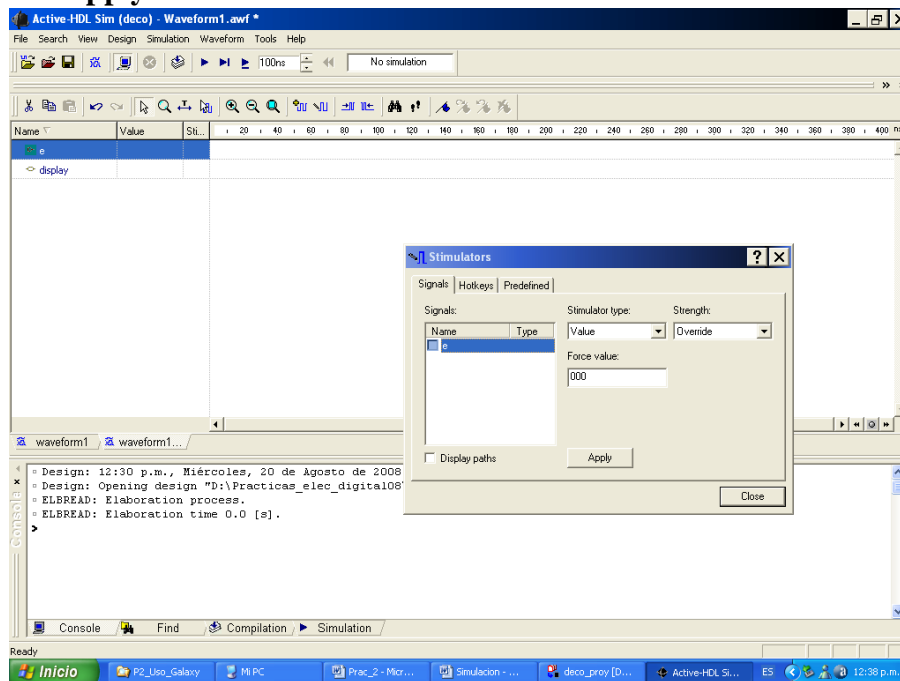 Active-HDL Sim (deco) - Waveform1.awf *
File Search View Design Simulation Waveform Tools Help
100ns No simulation
Name Value Sti... 20 40 60 80 100 120 140 160 180 200 220 240 260 280 300 320 340 360 380 400
e
display
Stimulators
Signals Hotkeys Predefined
Signals: Stimulator type: Strength:
Name Type Value Override
e
Force value:
000
Display paths Apply
Close
waveform1 waveform1...
Design: 12:30 p.m., Miércoles, 20 de Agosto de 2008
Design: Opening design "D:\Practicas_elec_digital08
ELBREAD: Elaboration process.
ELBREAD: Elaboration time 0.0 [s].
>
Console
Console Find Compilation Simulation
Ready
Inicio P2_Uso_Galaxy Mi PC Prac_2 - Micr... Simulacion - ... deco_proy [D... Active-HDL Si... ES 12:38 p.m.